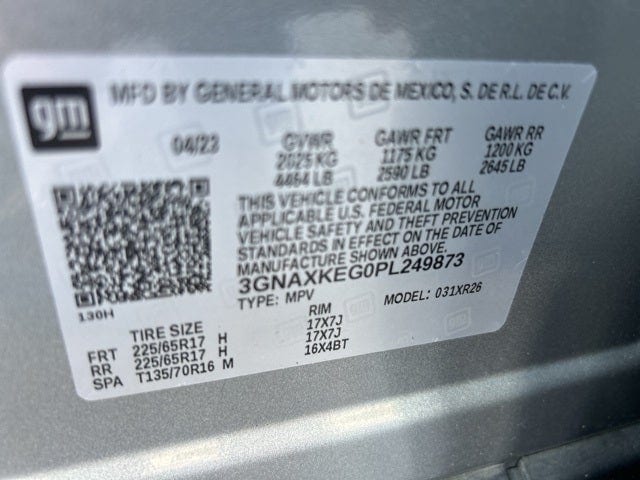 gm MFD BY GENERAL MOTORS DE MEXICO, S. DE R.L. DE C.V.
04/23 GVWR GAWR FRT GAWR RR
2025 KG 1175 KG 1200 KG
4464 LB 2590 LB 2645 LB
THIS VEHICLE CONFORMS TO ALL
APPLICABLE U.S. FEDERAL MOTOR
VEHICLE SAFETY AND THEFT PREVENTION
STANDARDS IN EFFECT ON THE DATE OF
MANUFACTURE SHOWN ABOVE.
3GNAXKEG0PL249873
130H TYPE: MPV MODEL: 031XR26
TIRE SIZE RIM
FRT 225/65R17 H 17X7J
RR 225/65R17 H 17X7J
SPA T135/70R16 M 16X4BT